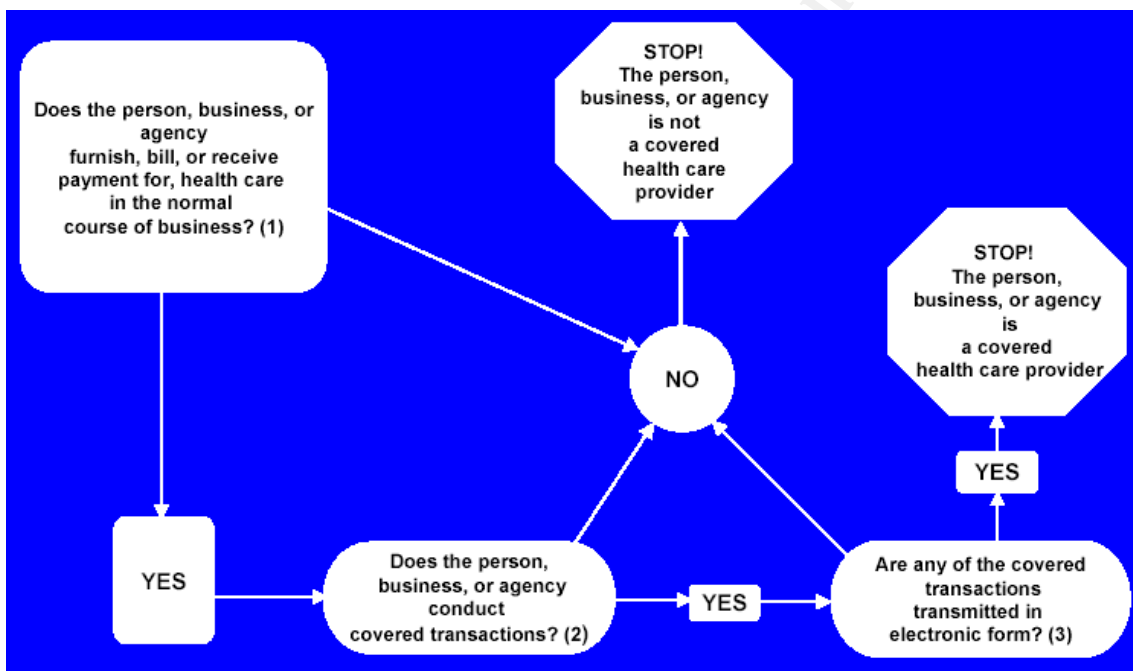 Does the person, business, or
agency
furnish, bill, or receive
payment for, health care
in the normal
course of business? (1)
STOP!
The person,
business, or agency
is not
a covered
health care
provider
STOP!
The person,
business, or agency
is
a covered
health care provider
NO
YES
YES
Does the person,
business, or agency
conduct
covered transactions? (2)
YES
Are any of the covered
transactions
transmitted in
electronic form? (3)